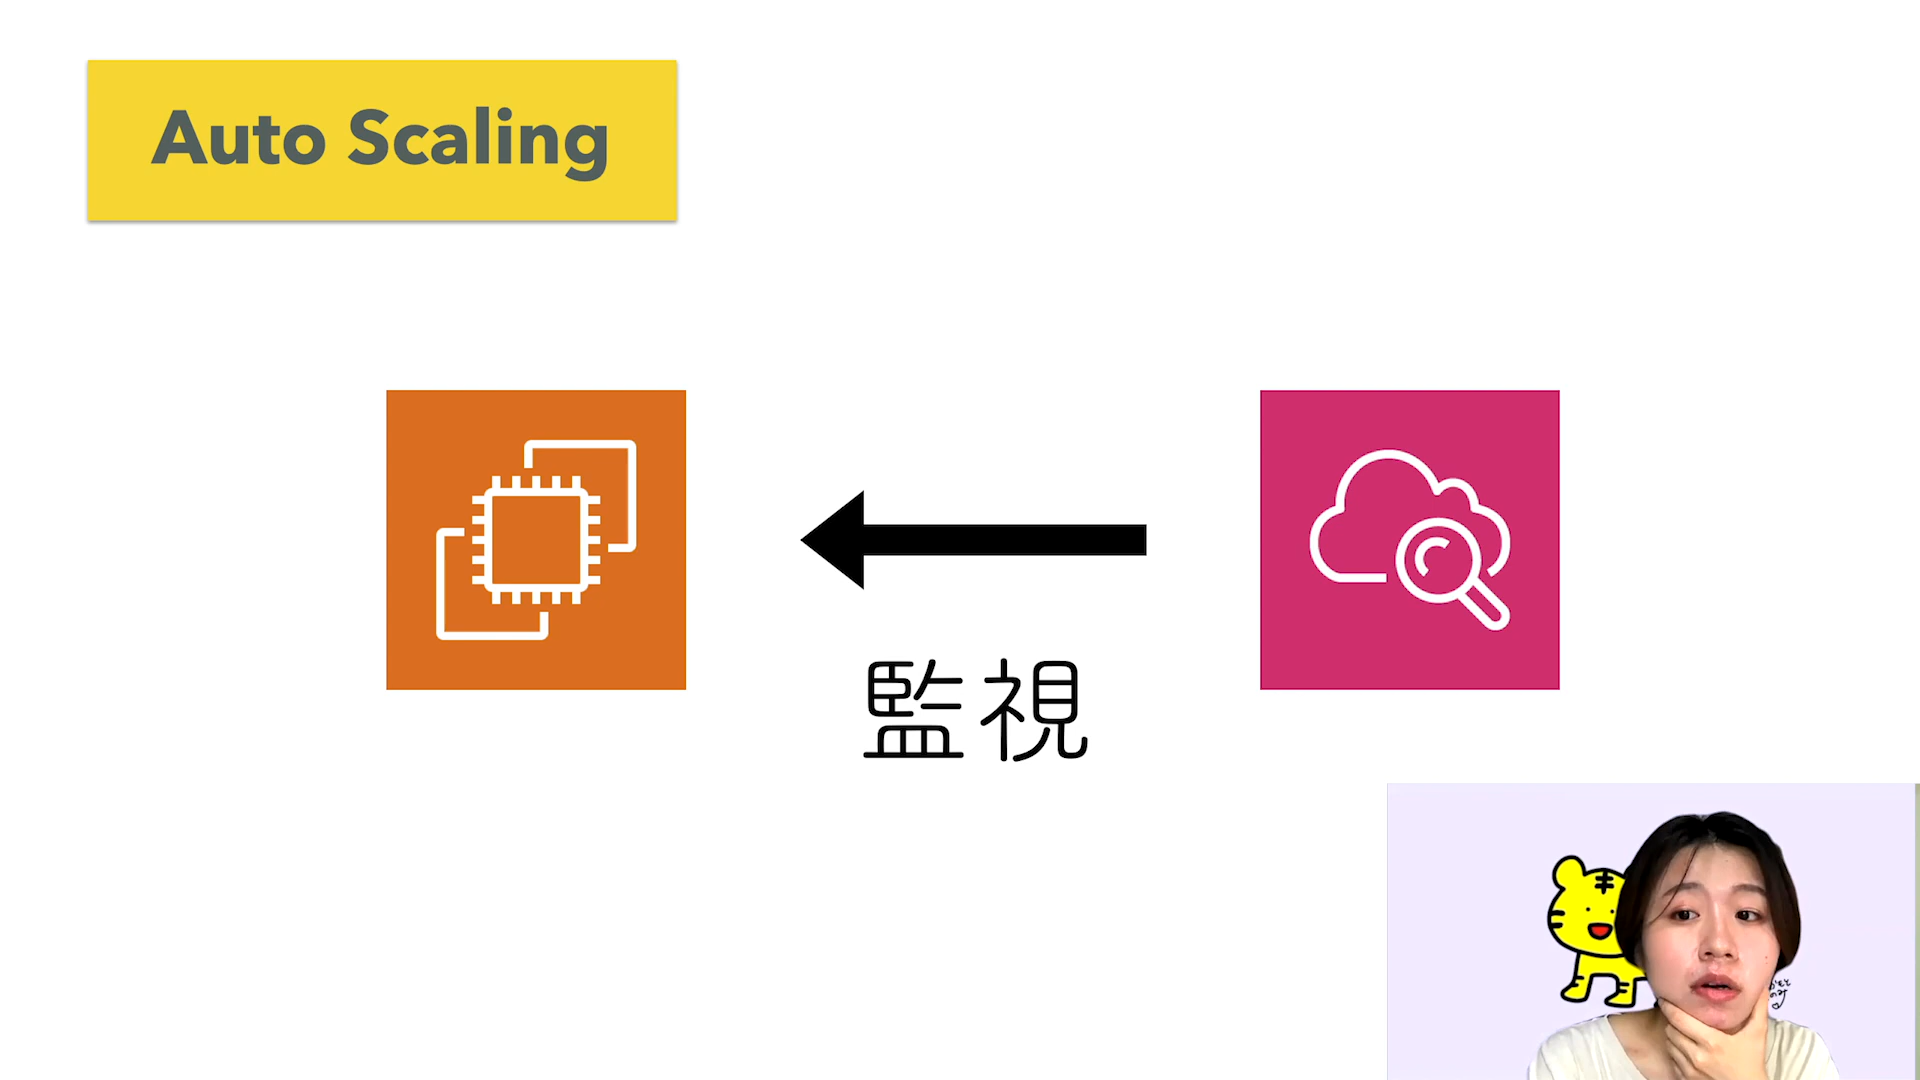 Auto Scaling
監視